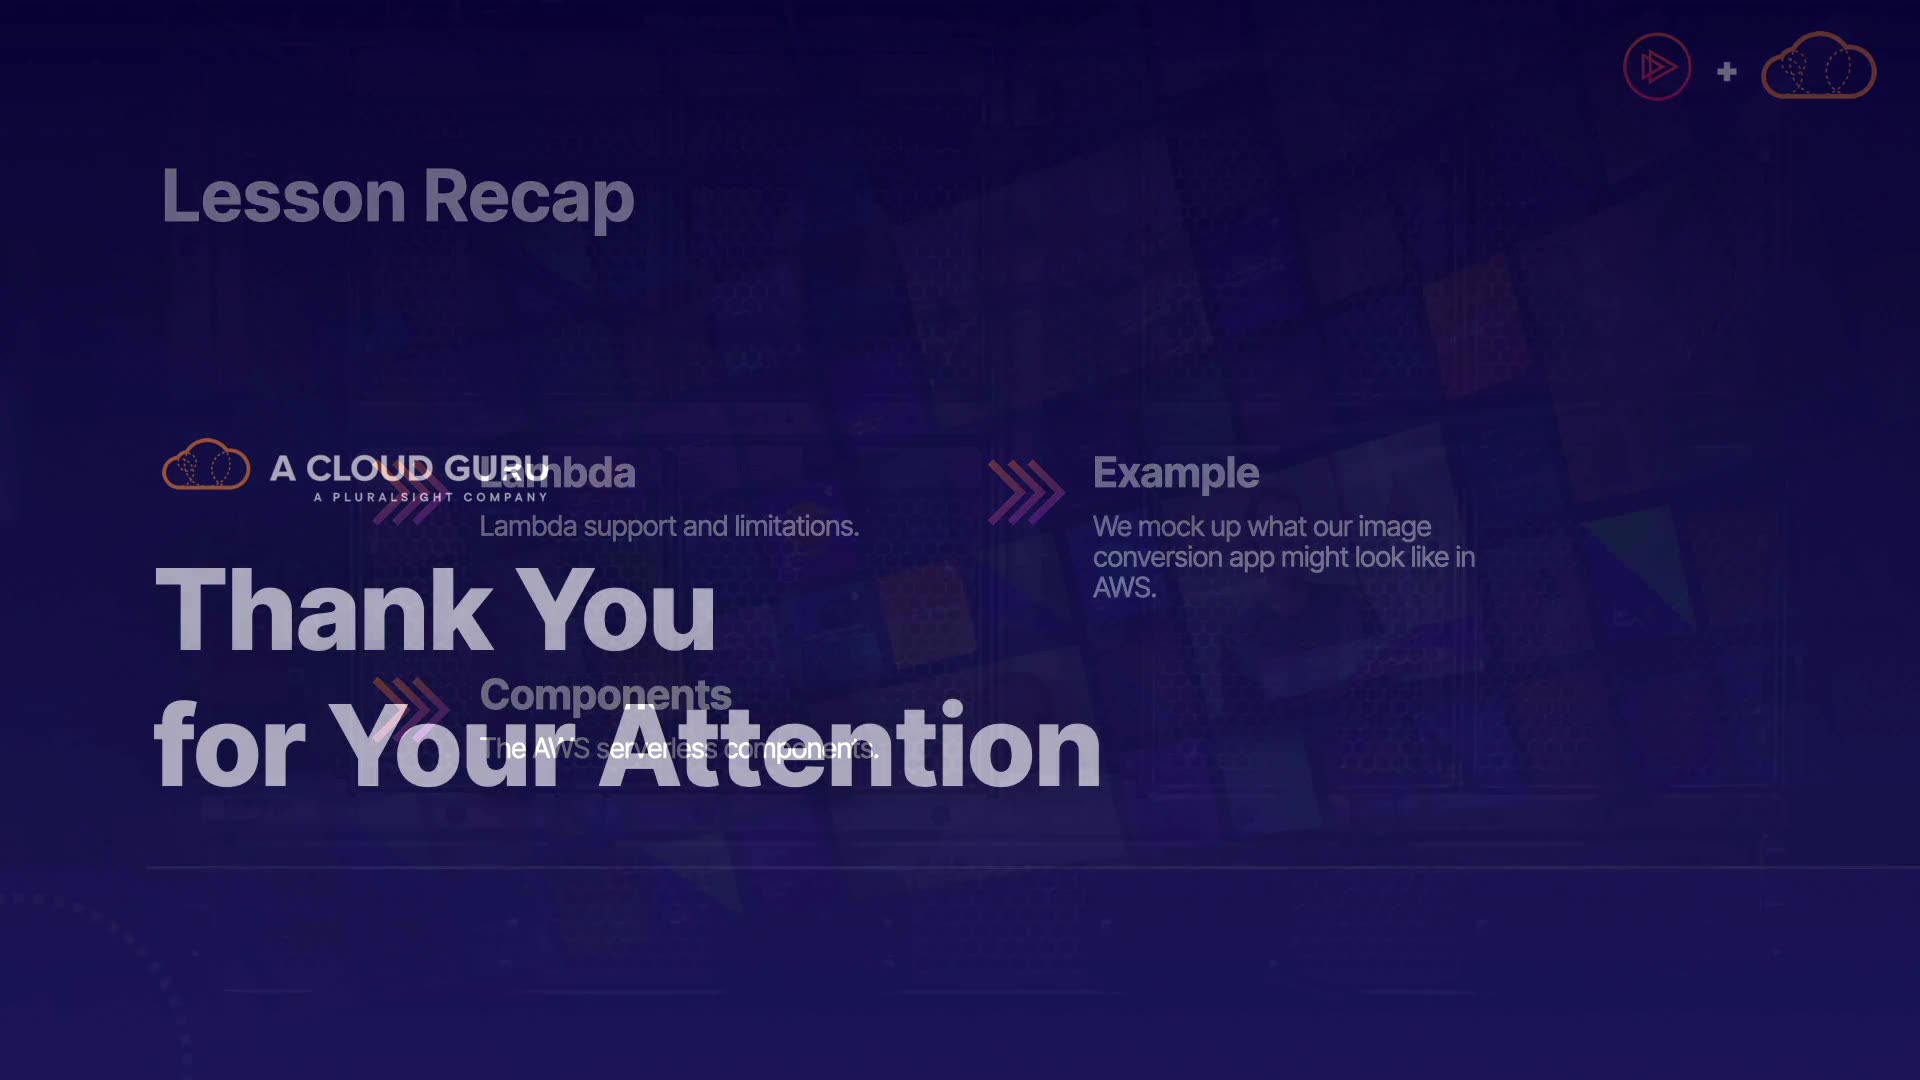 Lesson Recap
A CLOUD GURU
A PLURALSIGHT COMPANY
Lambda
Lambda support and limitations.
Example
We mock up what our image
conversion app might look like in
AWS.
Thank You
for Your Attention
Components
The AWS serverless components.